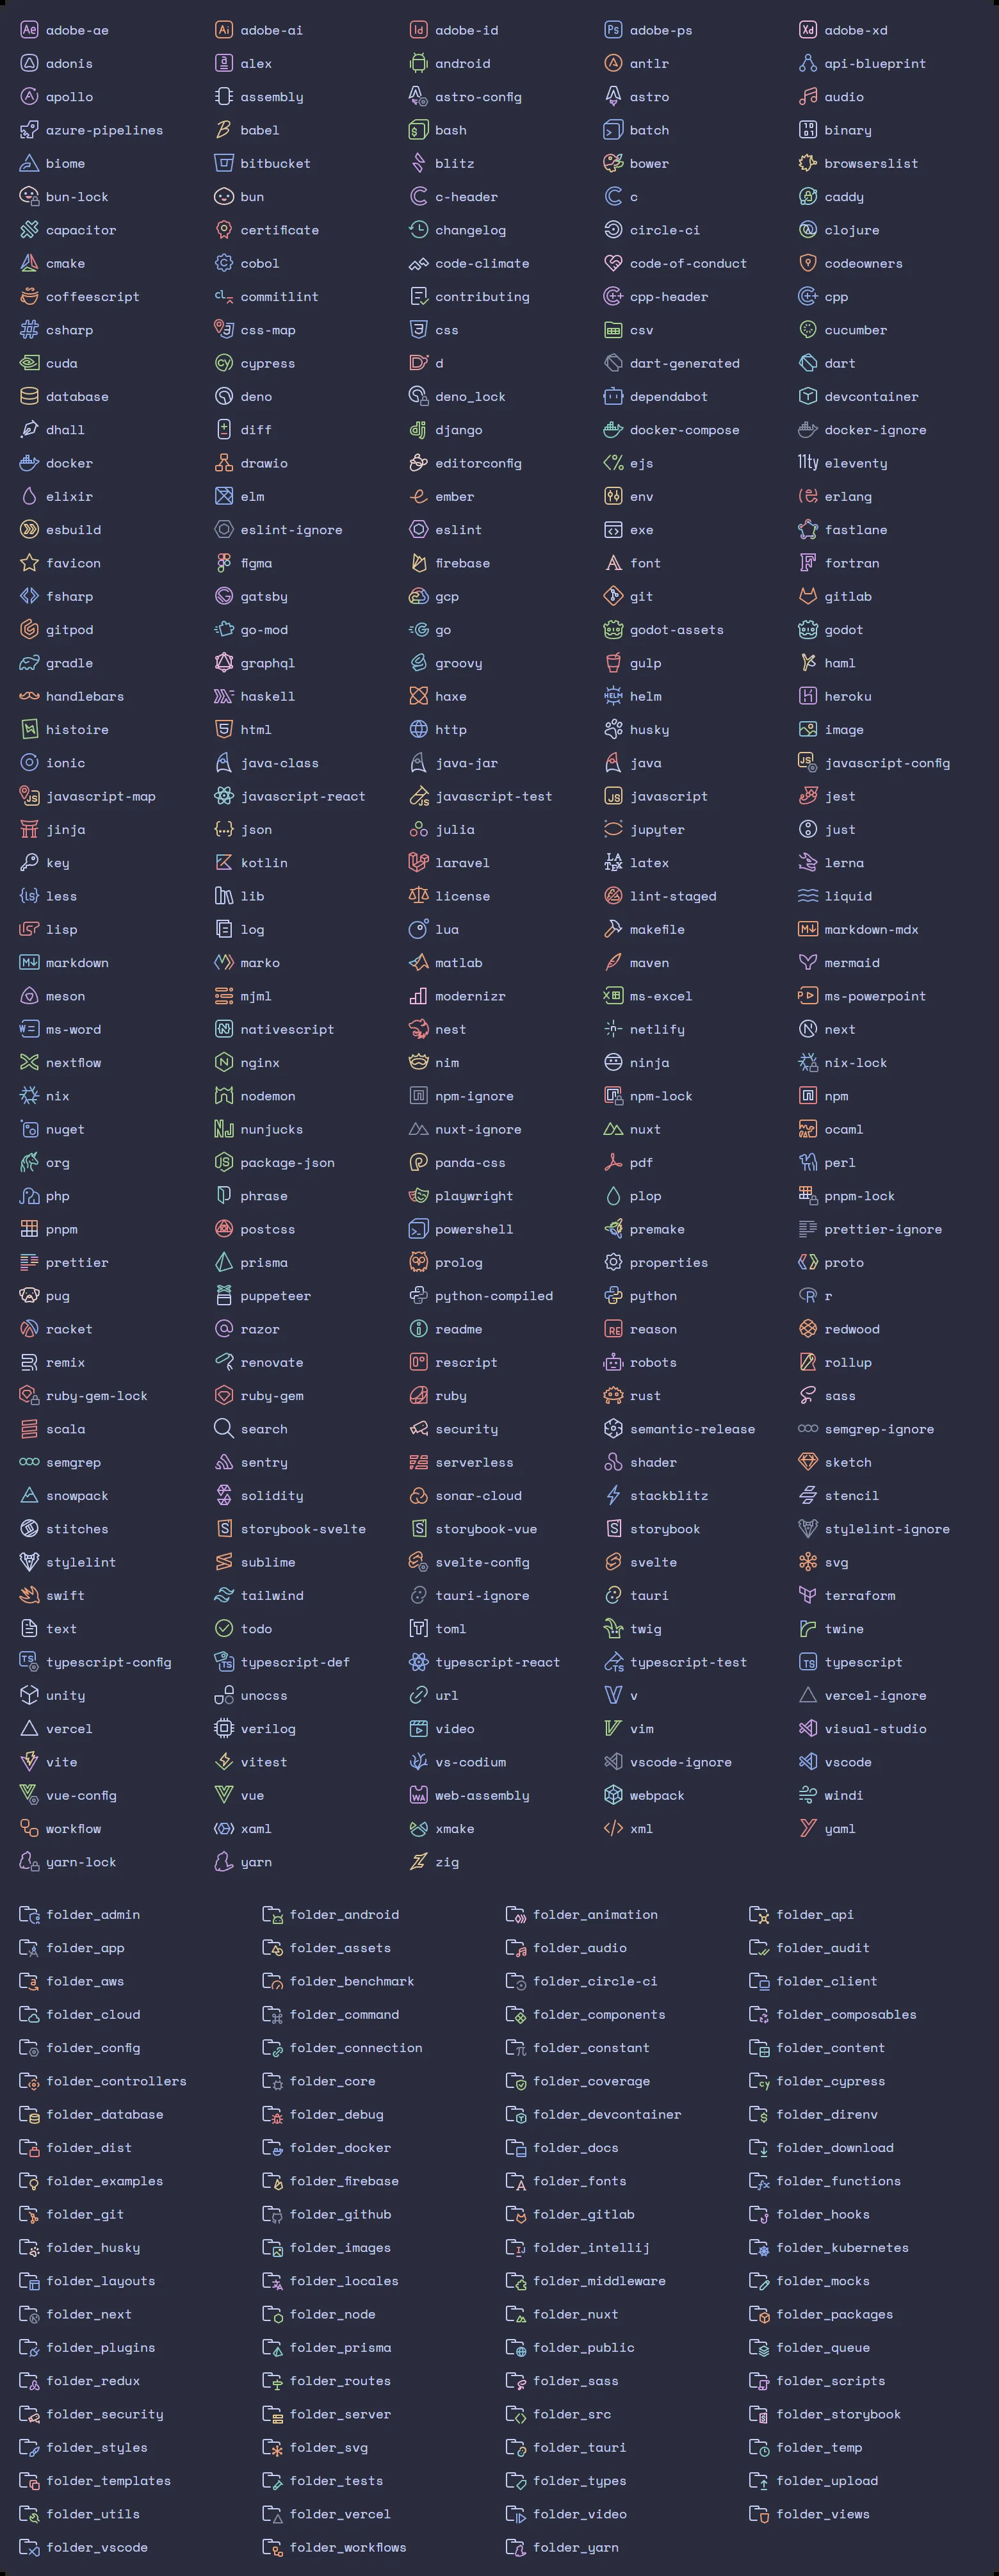 adobe-ae adobe-ai adobe-id adobe-ps adobe-xd
adonis alex android antlr api-blueprint
apollo assembly astro-config astro audio
azure-pipelines babel bash batch binary
biome bitbucket blitz bower browserslist
bun-lock bun c-header c caddy
capacitor certificate changelog circle-ci clojure
cmake cobol code-climate code-of-conduct codeowners
coffeescript commitlint contributing cpp-header cpp
csharp css-map css csv cucumber
cuda cypress d dart-generated dart
database deno deno_lock dependabot devcontainer
dhall diff django docker-compose docker-ignore
docker drawio editorconfig ejs eleventy
elixir elm ember env erlang
esbuild eslint-ignore eslint exe fastlane
favicon figma firebase font fortran
fsharp gatsby gcp git gitlab
gitpod go-mod go godot-assets godot
gradle graphql groovy gulp haml
handlebars haskell haxe helm heroku
histoire html http husky image
ionic java-class java-jar java javascript-config
javascript-map javascript-react javascript-test javascript jest
jinja json julia jupyter just
key kotlin laravel latex lerna
less lib license lint-staged liquid
lisp log lua makefile markdown-mdx
markdown marko matlab maven mermaid
meson mjml modernizr ms-excel ms-powerpoint
ms-word nativescript nest netlify next
nextflow nginx nim ninja nix-lock
nix nodemon npm-ignore npm-lock npm
nuget nunjucks nuxt-ignore nuxt ocaml
org package-json panda-css pdf perl
php phrase playwright plop pnpm-lock
pnpm postcss powershell premake prettier-ignore
prettier prisma prolog properties proto
pug puppeteer python-compiled python r
racket razor readme reason redwood
remix renovate rescript robots rollup
ruby-gem-lock ruby-gem ruby rust sass
scala search security semantic-release semgrep-ignore
semgrep sentry serverless shader sketch
snowpack solidity sonar-cloud stackblitz stencil
stitches storybook-svelte storybook-vue storybook stylelint-ignore
stylelint sublime svelte-config svelte svg
swift tailwind tauri-ignore tauri terraform
text todo toml twig twine
typescript-config typescript-def typescript-react typescript-test typescript
unity unocss url v vercel-ignore
vercel verilog video vim visual-studio
vite vitest vs-codium vscode-ignore vscode
vue-config vue web-assembly webpack windi
workflow xaml xmake xml yaml
yarn-lock yarn zig
folder_admin folder_android folder_animation folder_api
folder_app folder_assets folder_audio folder_audit
folder_aws folder_benchmark folder_circle-ci folder_client
folder_cloud folder_command folder_components folder_composables
folder_config folder_connection folder_constant folder_content
folder_controllers folder_core folder_coverage folder_cypress
folder_database folder_debug folder_devcontainer folder_direnv
folder_dist folder_docker folder_docs folder_download
folder_examples folder_firebase folder_fonts folder_functions
folder_git folder_github folder_gitlab folder_hooks
folder_husky folder_images folder_intellij folder_kubernetes
folder_layouts folder_locales folder_middleware folder_mocks
folder_next folder_node folder_nuxt folder_packages
folder_plugins folder_prisma folder_public folder_queue
folder_redux folder_routes folder_sass folder_scripts
folder_security folder_server folder_src folder_storybook
folder_styles folder_svg folder_tauri folder_temp
folder_templates folder_tests folder_types folder_upload
folder_utils folder_vercel folder_video folder_views
folder_vscode folder_workflows folder_yarn